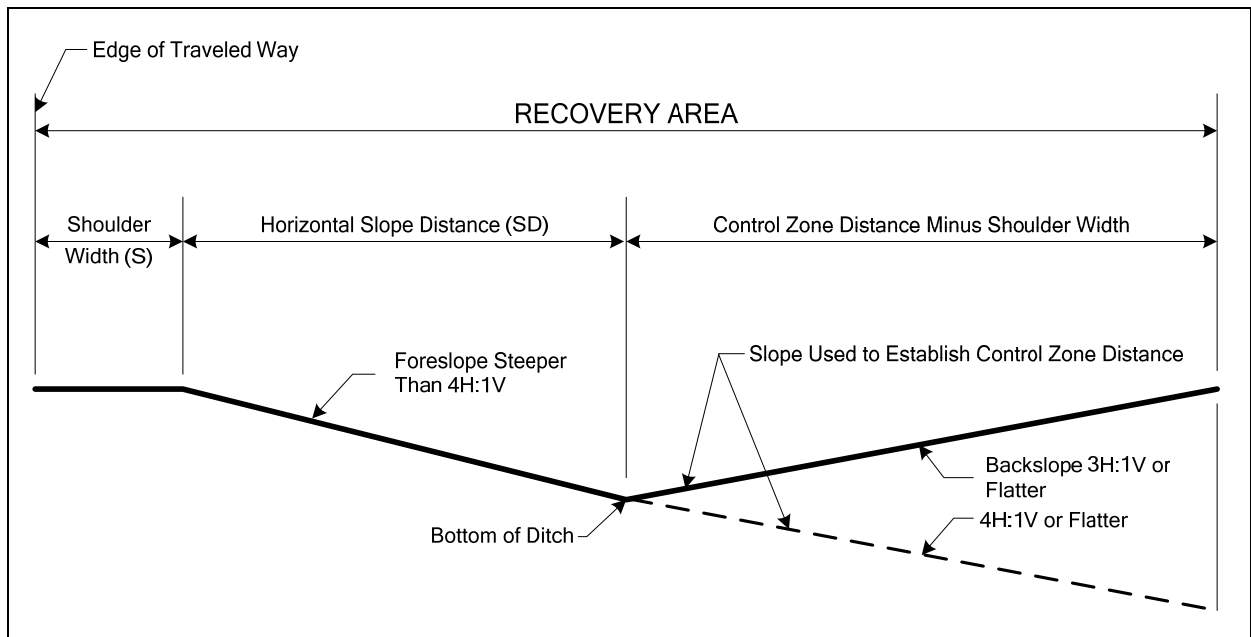 Edge of Traveled Way
RECOVERY AREA
Shoulder
Width (S)
Horizontal Slope Distance (SD)
Control Zone Distance Minus Shoulder Width
Foreslope Steeper
Than 4H:1V
Slope Used to Establish Control Zone Distance
Backslope 3H:1V or
Flatter
4H:1V or Flatter
Bottom of Ditch